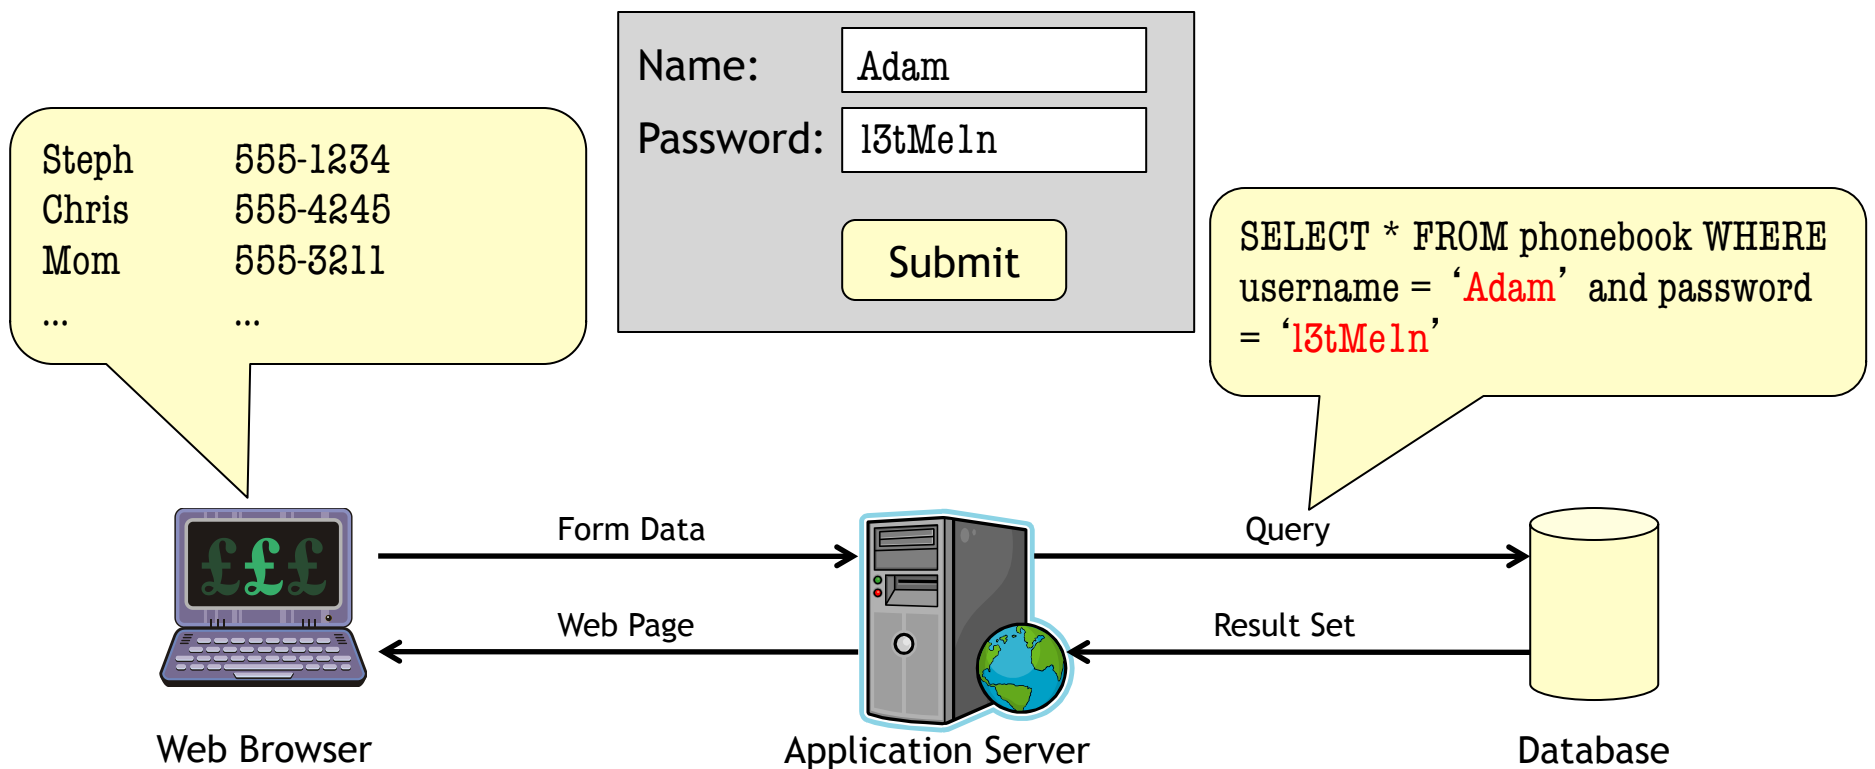 Name: Adam
Password: l3tMe1n
Submit
Steph 555-1234
Chris 555-4245
Mom 555-3211
... ...
SELECT * FROM phonebook WHERE
username = ‘Adam’ and password
= ‘l3tMe1n’
£££
Form Data
Query
Web Page
Result Set
Web Browser
Application Server
Database